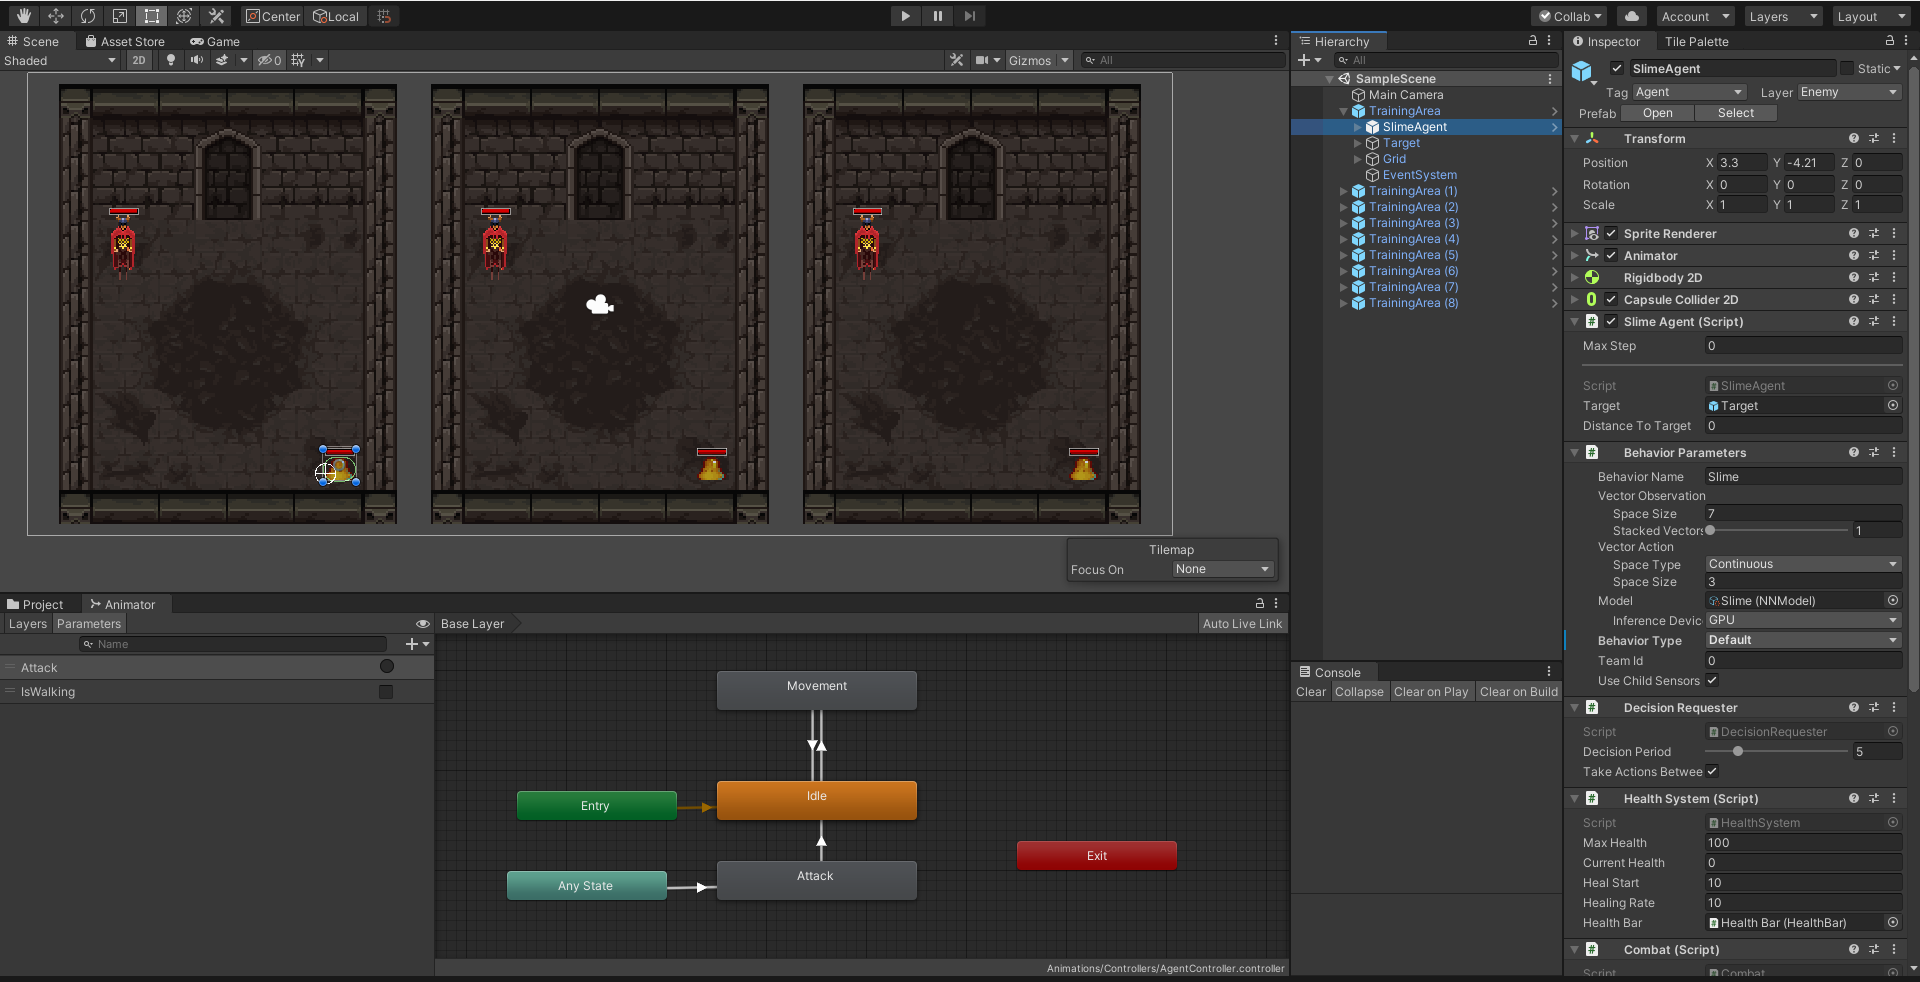 Center
Local
Collab
Account
Layers
Layout
Scene
Asset Store
Game
Shaded
2D
0
Gizmos
All
Tilemap
Focus On
None
Hierarchy
All
SampleScene
Main Camera
TrainingArea
SlimeAgent
Target
Grid
EventSystem
TrainingArea (1)
TrainingArea (2)
TrainingArea (3)
TrainingArea (4)
TrainingArea (5)
TrainingArea (6)
TrainingArea (7)
TrainingArea (8)
Project
Animator
Layers
Parameters
Name
Attack
IsWalking
Base Layer
Auto Live Link
Movement
Idle
Entry
Any State
Attack
Exit
Animations/Controllers/AgentController.controller
Console
Clear
Collapse
Clear on Play
Clear on Build
Inspector
Tile Palette
SlimeAgent
Static
Tag Agent Layer Enemy
Prefab Open Select
Transform
Position X 3.3 Y -4.21 Z 0
Rotation X 0 Y 0 Z 0
Scale X 1 Y 1 Z 1
Sprite Renderer
Animator
Rigidbody 2D
Capsule Collider 2D
Slime Agent (Script)
Max Step 0
Script SlimeAgent
Target Target
Distance To Target 0
Behavior Parameters
Behavior Name Slime
Vector Observation
Space Size 7
Stacked Vectors 1
Vector Action
Space Type Continuous
Space Size 3
Model Slime (NNModel)
Inference Devic GPU
Behavior Type Default
Team Id 0
Use Child Sensors
Decision Requester
Script DecisionRequester
Decision Period 5
Take Actions Betwee
Health System (Script)
Script HealthSystem
Max Health 100
Current Health 0
Heal Start 10
Healing Rate 10
Health Bar Health Bar (HealthBar)
Combat (Script)
Script Combat